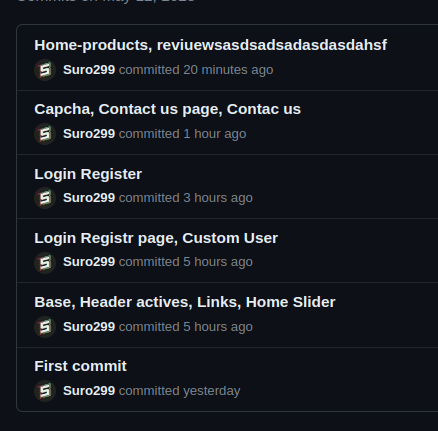 Home-products, reviuewsasdsadsadasdasdahsf
Suro299 committed 20 minutes ago
Capcha, Contact us page, Contac us
Suro299 committed 1 hour ago
Login Register
Suro299 committed 3 hours ago
Login Registr page, Custom User
Suro299 committed 5 hours ago
Base, Header actives, Links, Home Slider
Suro299 committed 5 hours ago
First commit
Suro299 committed yesterday